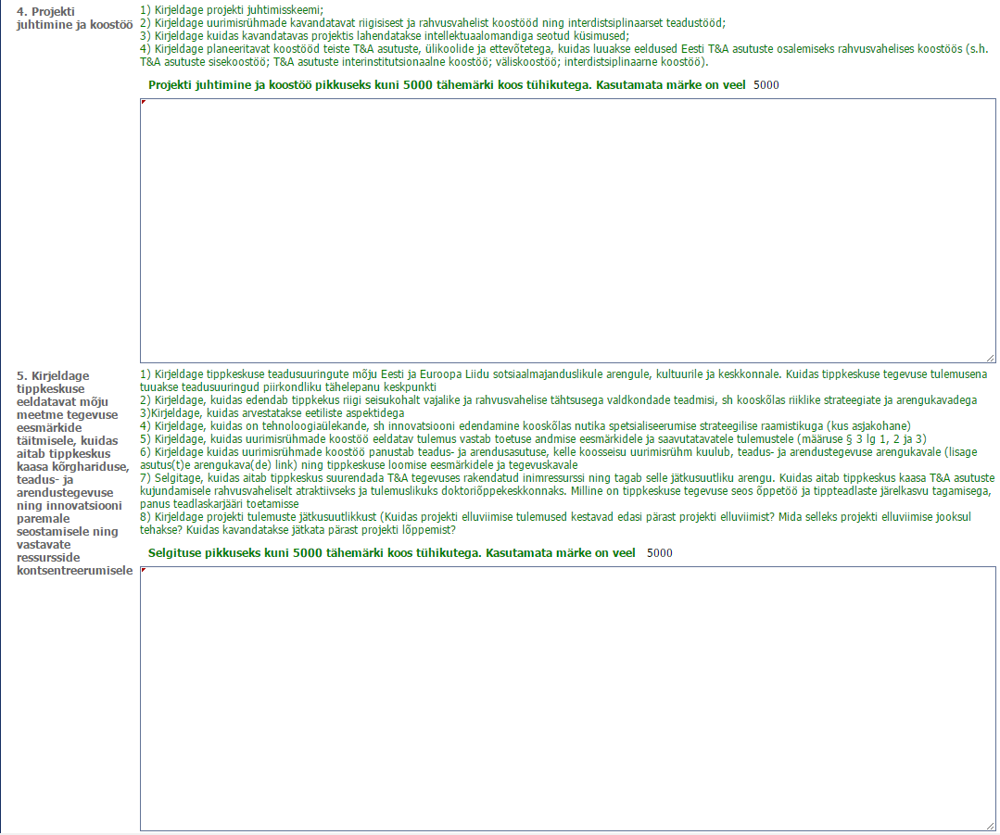 4. Projekti
juhtimine ja koostöö
1) Kirjeldage projekti juhtimisskeemi;
2) Kirjeldage uurimisrühmade kavandatavat riigisisest ja rahvusvahelist koostööd ning interdistsiplinaarset teadustööd;
3) Kirjeldage kuidas kavandatavas projektis lahendatakse intellektuaalomandiga seotud küsimused;
4) Kirjeldage planeeritavat koostööd teiste T&A asutuste, ülikoolide ja ettevõtetega, kuidas luuakse eeldused Eesti T&A asutuste osalemiseks rahvusvahelises koostöös (s.h.
T&A asutuste sisekoostöö; T&A asutuste interinstitutsionaalne koostöö; väliskoostöö; interdistsiplinaarne koostöö).
Projekti juhtimine ja koostöö pikkuseks kuni 5000 tähemärki koos tühikutega. Kasutamata märke on veel 5000
5. Kirjeldage
tippkeskuse
eeldatavat mõju
meetme tegevuse
eesmärkide
täitmisele, kuidas
aitab tippkeskus
kaasa kõrghariduse,
teadus- ja
arendustegevuse
ning innovatsiooni
paremale
seostamisele ning
vastavate
ressursside
kontsentreerumisele
1) Kirjeldage tippkeskuse teadusuuringute mõju Eesti ja Euroopa Liidu sotsiaalmajanduslikule arengule, kultuurile ja keskkonnale. Kuidas tippkeskuse tegevuse tulemusena
tuuakse teadusuuringud piirkondliku tähelepanu keskpunkti
2) Kirjeldage, kuidas edendab tippkekus riigi seisukohalt vajalike ja rahvusvahelise tähtsusega valdkondade teadmisi, sh kooskõlas riiklike strateegiate ja arengukavadega
3)Kirjeldage, kuidas arvestatakse eetiliste aspektidega
4) Kirjeldage, kuidas on tehnoloogiaülekande, sh innovatsiooni edendamine kooskõlas nutika spetsialiseerumise strateegilise raamistikuga (kus asjakohane)
5) Kirjeldage, kuidas uurimisrühmade koostöö eeldatav tulemus vastab toetuse andmise eesmärkidele ja saavutatavatele tulemustele (määruse § 3 lg 1, 2 ja 3)
6) Kirjeldage kuidas uurimisrühmade koostöö panustab teadus- ja arendusasutuse, kelle koosseisu uurimisrühm kuulub, teadus- ja arendustegevuse arengukavale (lisage
asutus(t)e arengukava(de) link) ning tippkeskuse loomise eesmärkidele ja tegevuskavale
7) Selgitage, kuidas aitab tippkeskus suurendada T&A tegevuses rakendatud inimressurssi ning tagab selle jätkusuutliku arengu. Kuidas aitab tippkeskus kaasa T&A asutuste
kujundamisele rahvusvaheliselt atraktiivseks ja tulemuslikuks doktoriõppekeskkonnaks. Milline on tippkeskuse tegevuse seos õppetöö ja tippteadlaste järelkasvu tagamisega,
panus teadlaskarjääri toetamisse
8) Kirjeldage projekti tulemuste jätkusuutlikkust (Kuidas projekti elluviimise tulemused kestavad edasi pärast projekti elluviimist? Mida selleks projekti elluviimise jooksul
tehakse? Kuidas kavandatakse jätkata pärast projekti lõppemist?
Selgituse pikkuseks kuni 5000 tähemärki koos tühikutega. Kasutamata märke on veel 5000